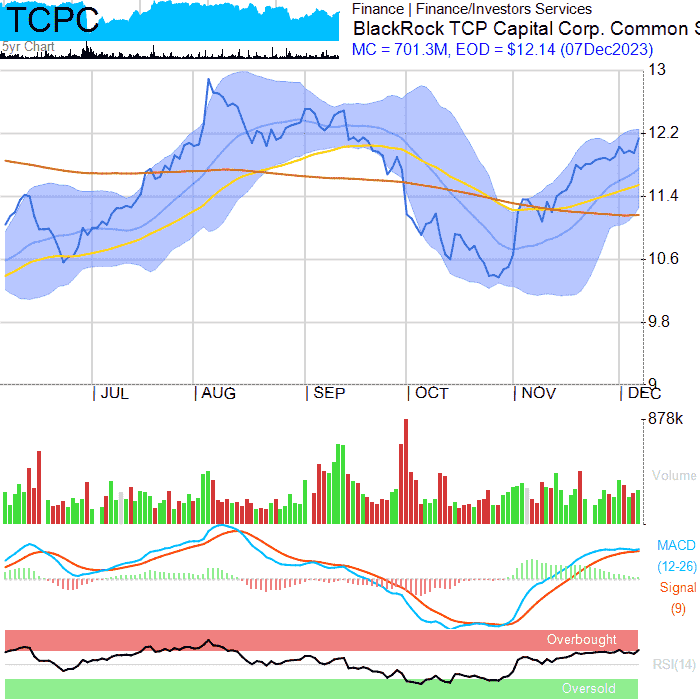 TCPC
5yr Chart
Finance | Finance/Investors Services
BlackRock TCP Capital Corp. Common S
MC = 701.3M, EOD = $12.14 (07Dec2023)
13
12.2
11.4
10.6
9.8
9
JUL AUG SEP OCT NOV DEC
878k
Volume
MACD
(12-26)
Signal
(9)
Overbought
RSI(14)
Oversold